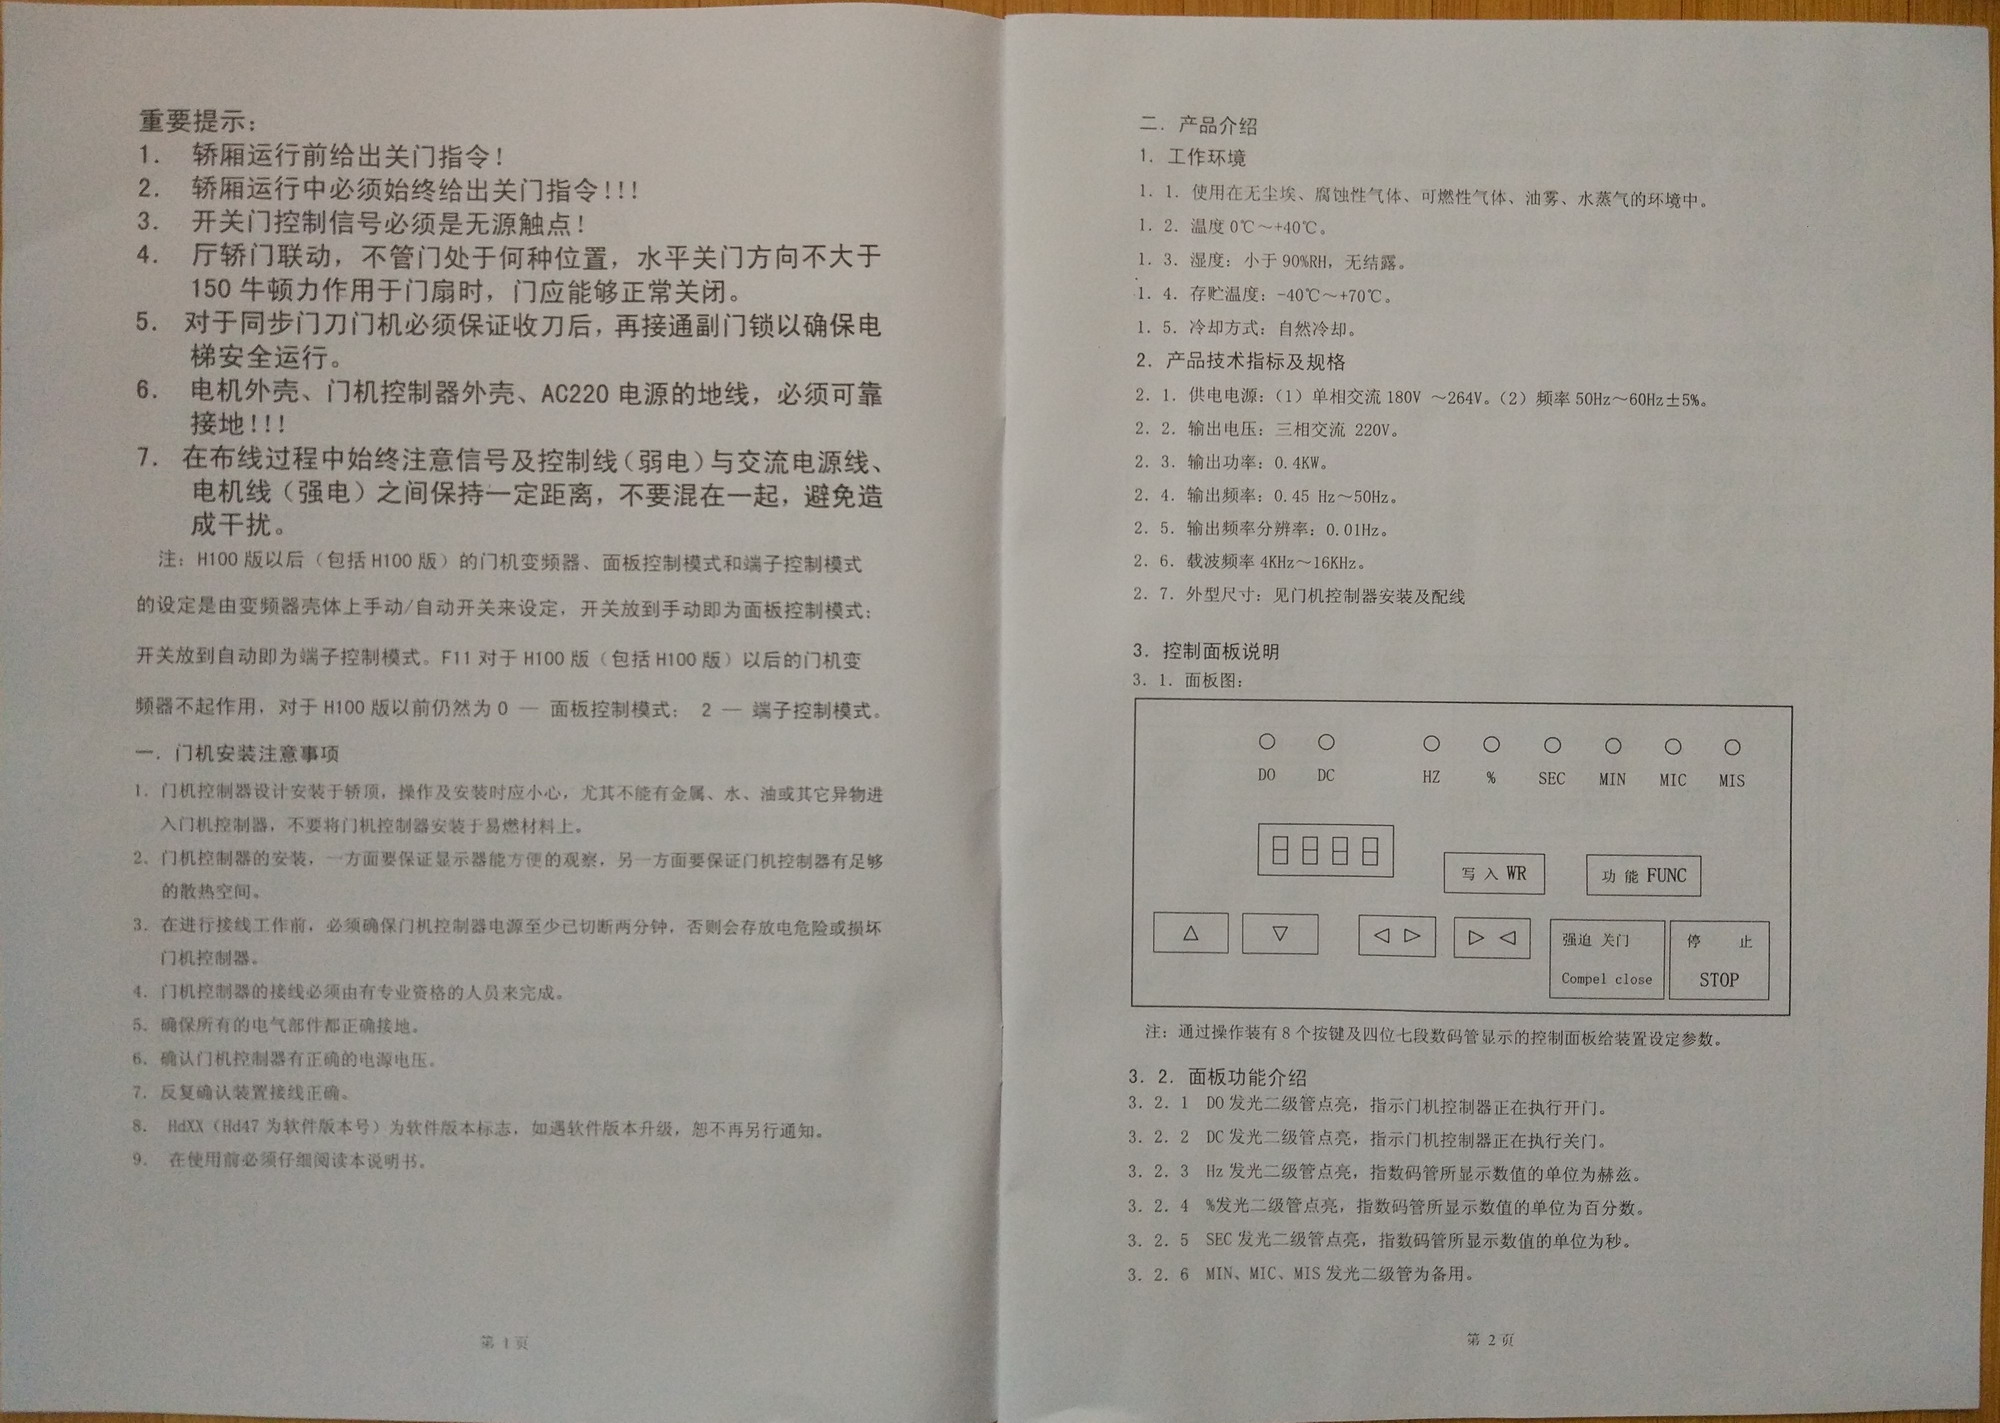 重要提示：
1． 轿厢运行前给出关门指令！
2． 轿厢运行中必须始终给出关门指令！！！
3． 开关门控制信号必须是无源触点！
4． 厅轿门联动，不管门处于何种位置，水平关门方向不大于
150 牛顿力作用于门扇时，门应能够正常关闭。
5． 对于同步门刀门机必须保证收刀后，再接通副门锁以确保电
梯安全运行。
6． 电机外壳、门机控制器外壳、AC220 电源的地线，必须可靠
接地！！！
7． 在布线过程中始终注意信号及控制线（弱电）与交流电源线、
电机线（强电）之间保持一定距离，不要混在一起，避免造
成干扰。
注：H100 版以后（包括 H100 版）的门机变频器、面板控制模式和端子控制模式
的设定是由变频器壳体上手动/自动开关来设定，开关放到手动即为面板控制模式；
开关放到自动即为端子控制模式。F11 对于 H100 版（包括 H100 版）以后的门机变
频器不起作用，对于 H100 版以前仍然为 0 — 面板控制模式； 2 — 端子控制模式。
一．门机安装注意事项
1．门机控制器设计安装于轿顶，操作及安装时应小心，尤其不能有金属、水、油或其它异物进
入门机控制器，不要将门机控制器安装于易燃材料上。
2、门机控制器的安装，一方面要保证显示器能方便的观察，另一方面要保证门机控制器有足够
的散热空间。
3．在进行接线工作前，必须确保门机控制器电源至少已切断两分钟，否则会存放电危险或损坏
门机控制器。
4．门机控制器的接线必须由有专业资格的人员来完成。
5．确保所有的电气部件都正确接地。
6．确认门机控制器有正确的电源电压。
7．反复确认装置接线正确。
8． HdXX（Hd47 为软件版本号）为软件版本标志，如遇软件版本升级，恕不再另行通知。
9． 在使用前必须仔细阅读本说明书。
第 1 页
二．产品介绍
1．工作环境
1．1．使用在无尘埃、腐蚀性气体、可燃性气体、油雾、水蒸气的环境中。
1．2．温度 0℃～+40℃。
1．3．湿度：小于 90%RH，无结露。
1．4．存贮温度：-40℃～+70℃。
1．5．冷却方式：自然冷却。
2．产品技术指标及规格
2．1．供电电源：（1）单相交流 180V ～264V。（2）频率 50Hz～60Hz±5%。
2．2．输出电压：三相交流 220V。
2．3．输出功率：0.4KW。
2．4．输出频率：0.45 Hz～50Hz。
2．5．输出频率分辨率：0.01Hz。
2．6．载波频率 4KHz～16KHz。
2．7．外型尺寸：见门机控制器安装及配线
3．控制面板说明
3．1．面板图：
DO DC HZ % SEC MIN MIC MIS
写 入 WR 功 能 FUNC
△ ▽ ◁ ▷ ▷ ◁ 强迫 关门 停 止
Compel close STOP
注：通过操作装有 8 个按键及四位七段数码管显示的控制面板给装置设定参数。
3．2．面板功能介绍
3．2．1 DO 发光二级管点亮，指示门机控制器正在执行开门。
3．2．2 DC 发光二级管点亮，指示门机控制器正在执行关门。
3．2．3 Hz 发光二级管点亮，指数码管所显示数值的单位为赫兹。
3．2．4 %发光二级管点亮，指数码管所显示数值的单位为百分数。
3．2．5 SEC 发光二级管点亮，指数码管所显示数值的单位为秒。
3．2．6 MIN、MIC、MIS 发光二级管为备用。
第 2 页